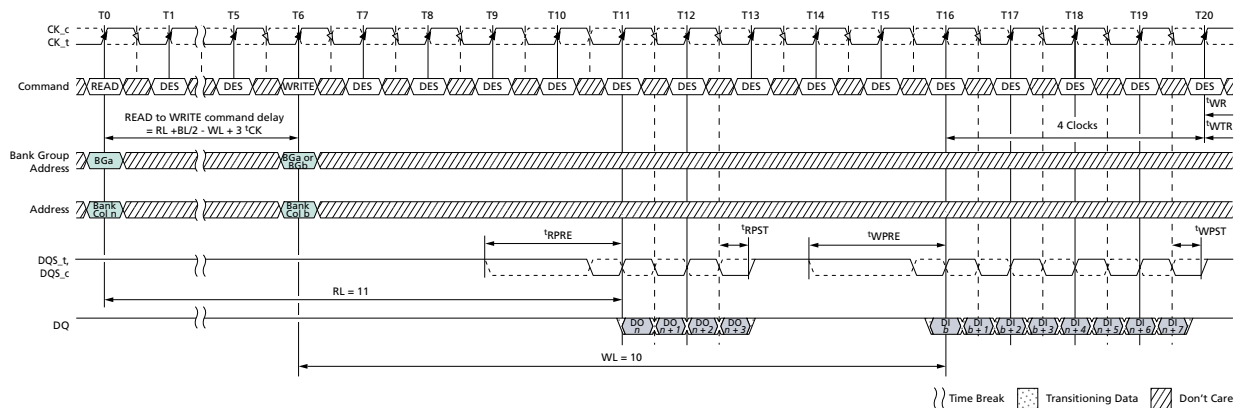 T0 T1 T5 T6 T7 T8 T9 T10 T11 T12 T13 T14 T15 T16 T17 T18 T19 T20
CK_c
CK_t
Command READ DES DES WRITE DES DES DES DES DES DES DES DES DES DES DES DES DES DES
tWR
READ to WRITE command delay
= RL +BL/2 - WL + 3 tCK
4 Clocks
tWTR
Bank Group
Address
BGa
BGa or
BGb
Address
Bank
Col n
Bank
Col b
tRPRE tRPST tWPRE tWPST
DQS_t,
DQS_c
RL = 11
DQ
DO
n
DO
n + 1
DO
n + 2
DO
n + 3
DI
b
DI
b + 1
DI
b + 2
DI
b + 3
DI
n + 4
DI
n + 5
DI
n + 6
DI
n + 7
WL = 10
Time Break Transitioning Data Don't Care